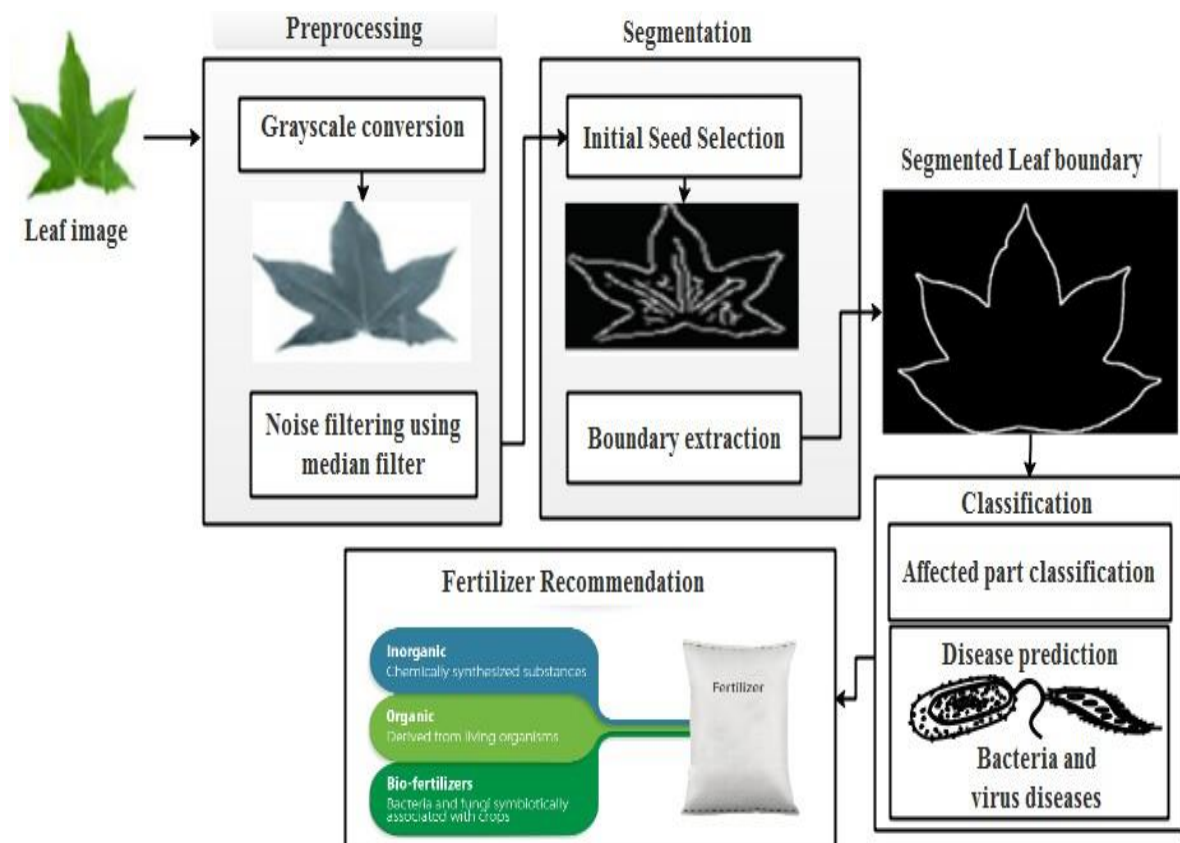 Preprocessing
Segmentation
Grayscale conversion
Initial Seed Selection
Leaf image
Segmented Leaf boundary
Noise filtering using
median filter
Boundary extraction
Classification
Affected part classification
Disease prediction
Bacteria and
virus diseases
Fertilizer Recommendation
Inorganic
Chemically synthesized substances
Organic
Derived from living organisms
Bio-fertilizers
Bacteria and fungi symbiotically
associated with crops
Fertilizer